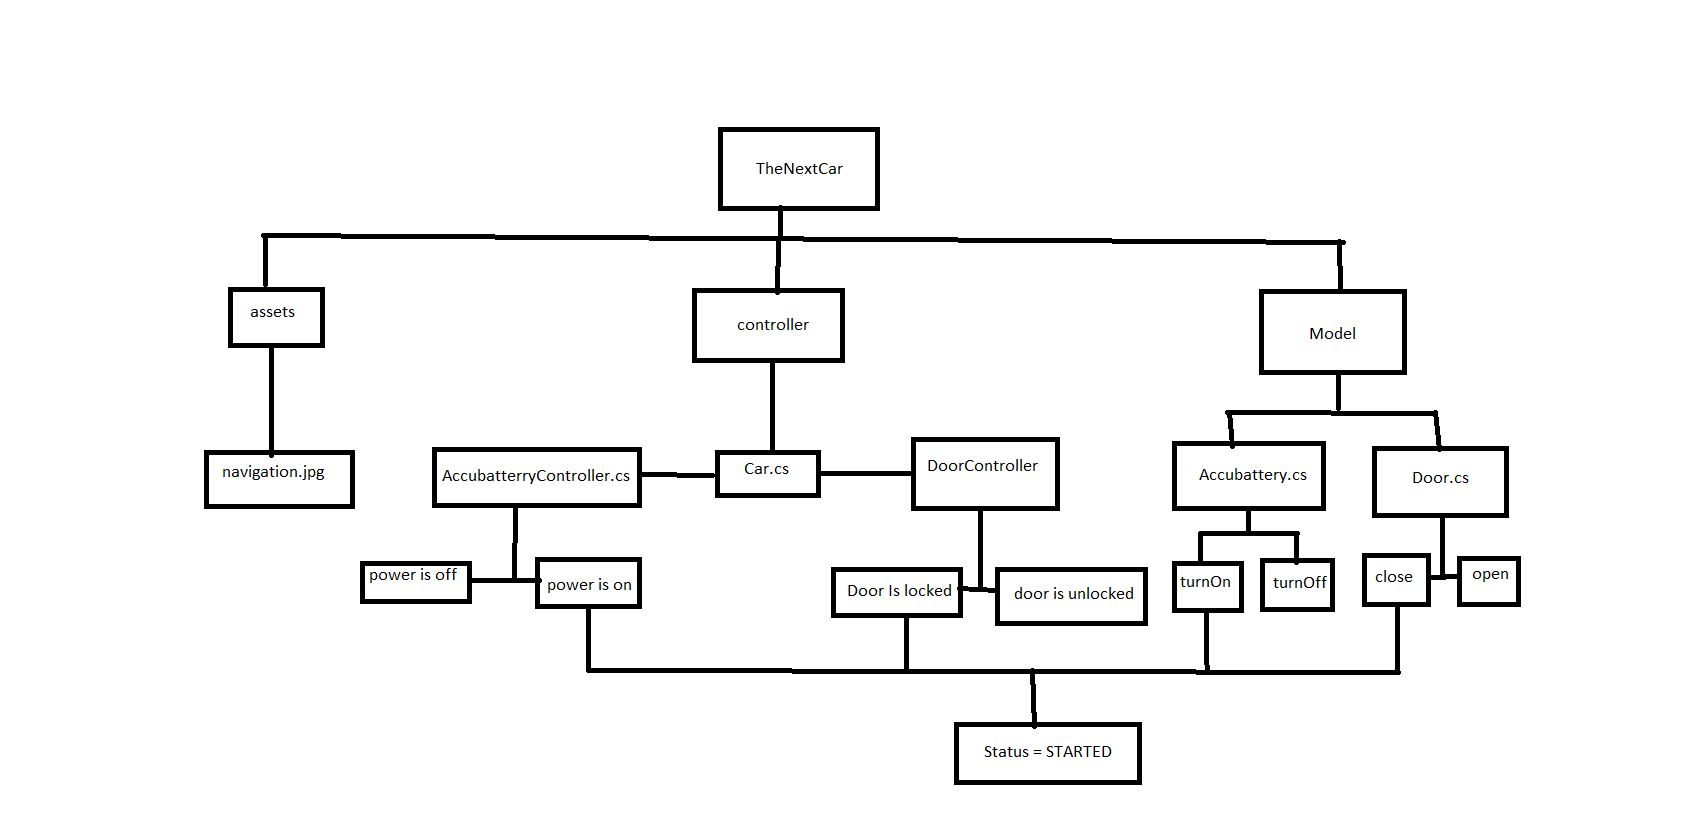 TheNextCar
assets
controller
Model
navigation.jpg
AccubatterryController.cs
Car.cs
DoorController
Accubattery.cs
Door.cs
power is off
power is on
Door Is locked
door is unlocked
turnOn
turnOff
close
open
Status = STARTED